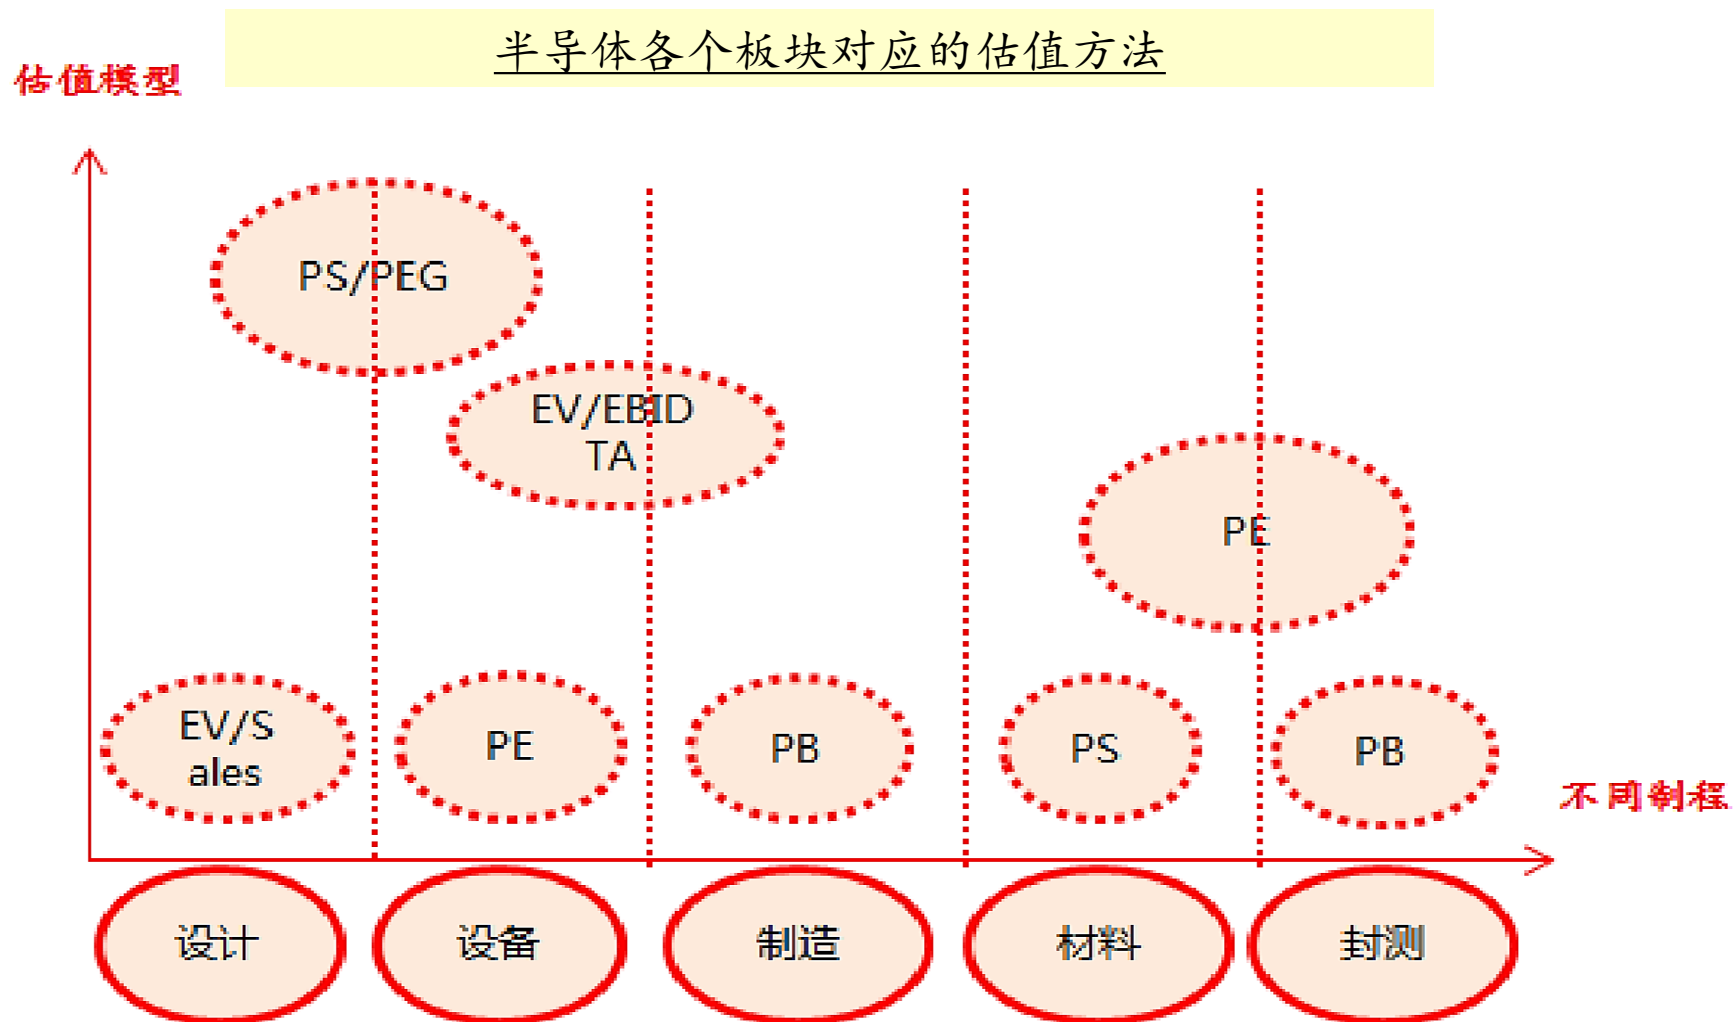 半导体各个板块对应的估值方法
估值模型
PS/PEG
EV/EBID
TA
PE
EV/S
ales
PE
PB
PS
PB
不同制程
设计
设备
制造
材料
封测